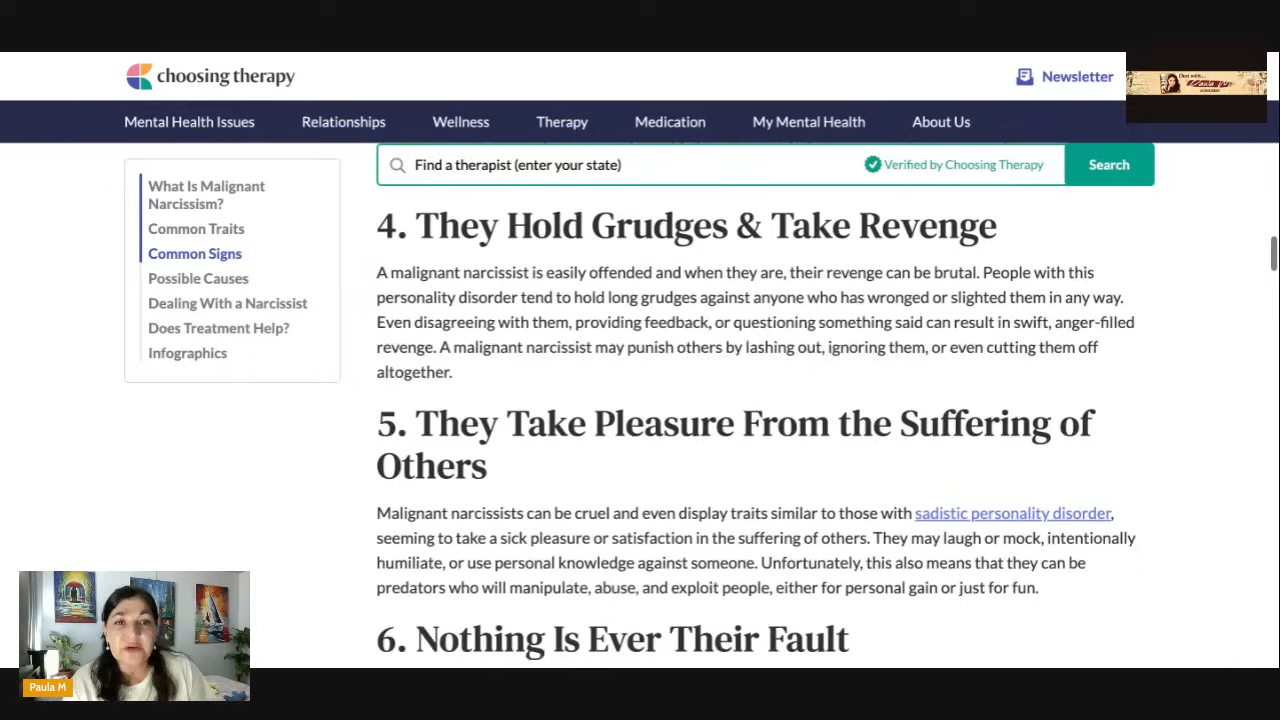 choosing therapy
Newsletter
Chat with....
Mental Health Issues
Relationships
Wellness
Therapy
Medication
My Mental Health
About Us
Find a therapist (enter your state)
Verified by Choosing Therapy
Search
What Is Malignant
Narcissism?
Common Traits
Common Signs
Possible Causes
Dealing With a Narcissist
Does Treatment Help?
Infographics
4. They Hold Grudges & Take Revenge
A malignant narcissist is easily offended and when they are, their revenge can be brutal. People with this
personality disorder tend to hold long grudges against anyone who has wronged or slighted them in any way.
Even disagreeing with them, providing feedback, or questioning something said can result in swift, anger-filled
revenge. A malignant narcissist may punish others by lashing out, ignoring them, or even cutting them off
altogether.
5. They Take Pleasure From the Suffering of
Others
Malignant narcissists can be cruel and even display traits similar to those with sadistic personality disorder,
seeming to take a sick pleasure or satisfaction in the suffering of others. They may laugh or mock, intentionally
humiliate, or use personal knowledge against someone. Unfortunately, this also means that they can be
predators who will manipulate, abuse, and exploit people, either for personal gain or just for fun.
6. Nothing Is Ever Their Fault
Paula M